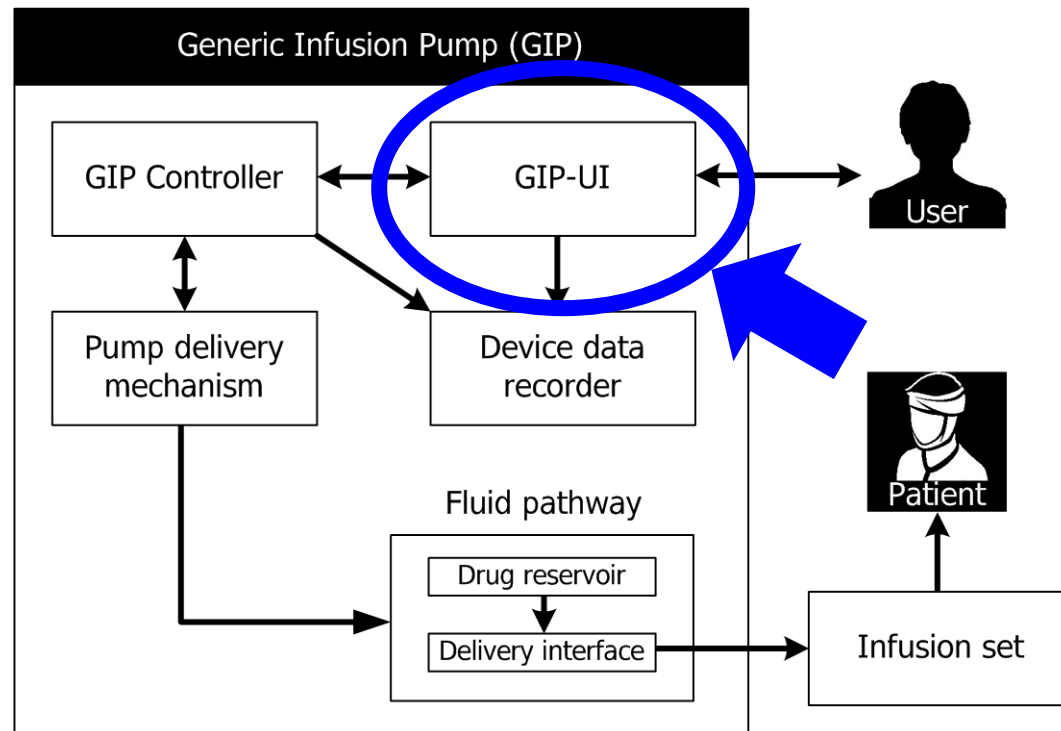 Generic Infusion Pump (GIP)
GIP Controller
GIP-UI
User
Pump delivery
mechanism
Device data
recorder
Patient
Fluid pathway
Drug reservoir
Delivery interface
Infusion set